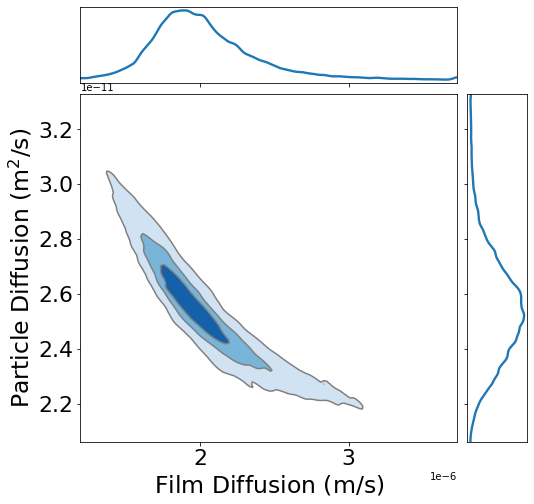 1e−11
3.2
3.0
2.8
2.6
2.4
2.2
Particle Diffusion (m²/s)
2 3
1e−6
Film Diffusion (m/s)